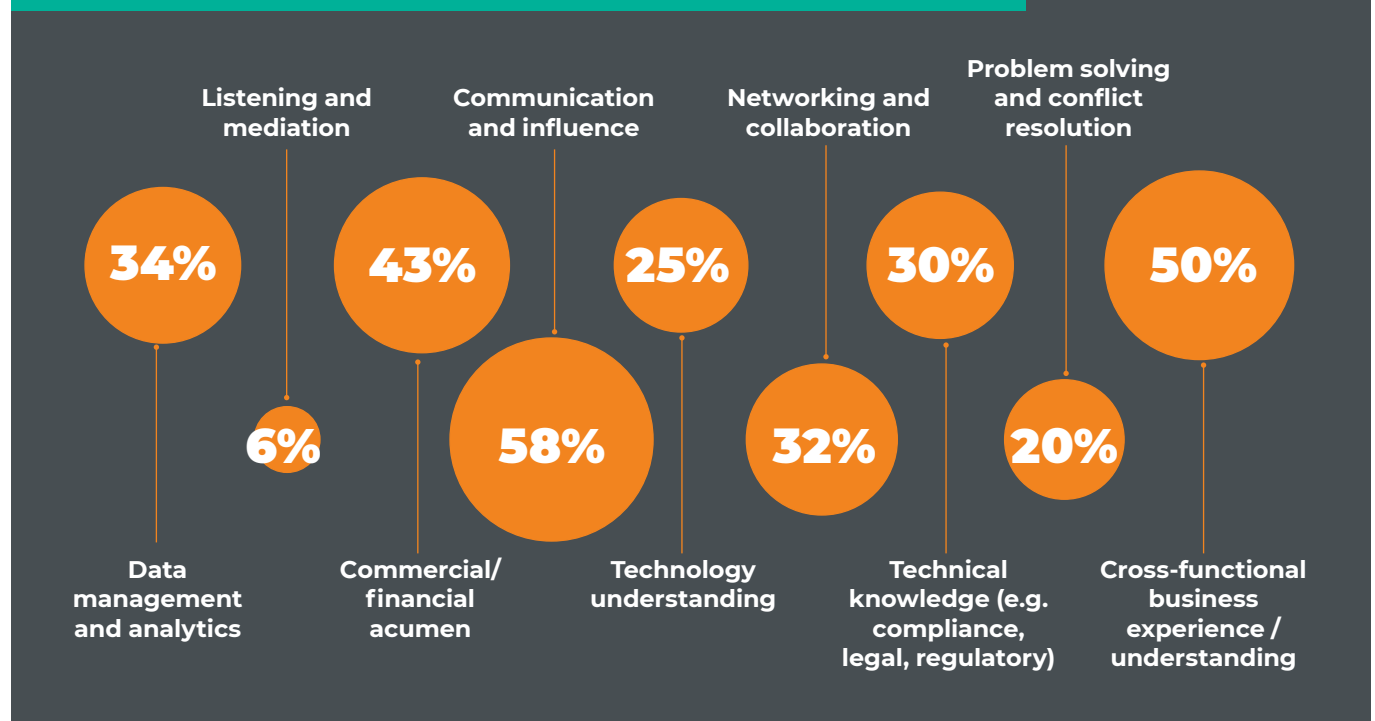 Listening and
mediation
Communication
and influence
Networking and
collaboration
Problem solving
and conflict
resolution
34%
43%
25%
30%
50%
6%
58%
32%
20%
Data
management
and analytics
Commercial/
financial
acumen
Technology
understanding
Technical
knowledge (e.g.
compliance,
legal, regulatory)
Cross-functional
business
experience /
understanding